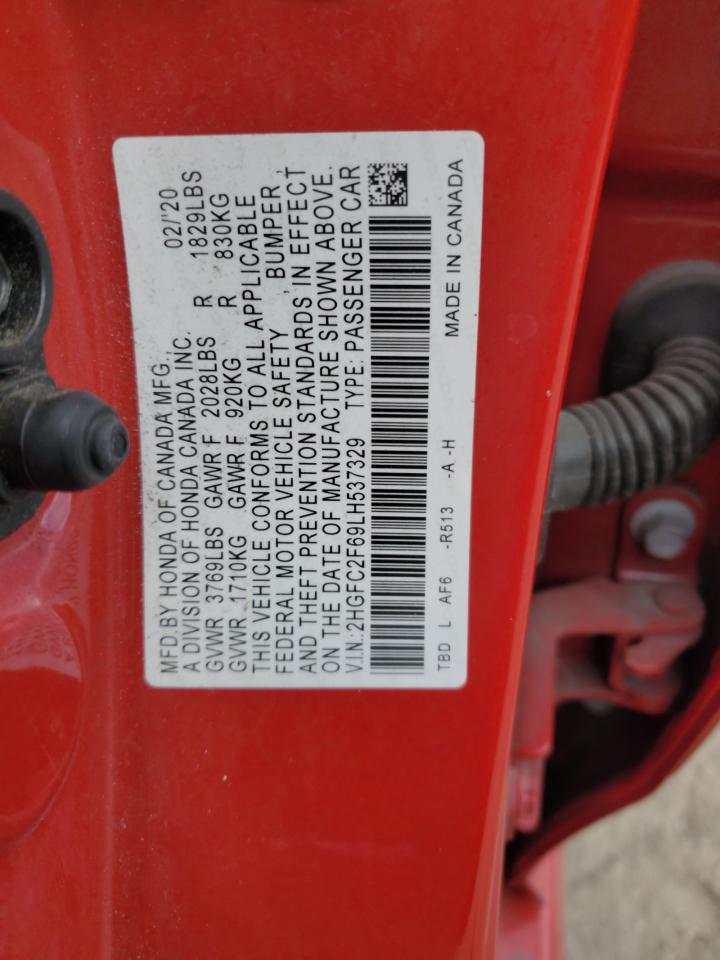 MFD.BY HONDA OF CANADA MFG., 02/'20
A DIVISION OF HONDA CANADA INC.
GVWR 3769LBS GAWR F 2028LBS R 1829LBS
GVWR 1710KG GAWR F 920KG R 830KG
THIS VEHICLE CONFORMS TO ALL APPLICABLE
FEDERAL MOTOR VEHICLE SAFETY, BUMPER,
AND THEFT PREVENTION STANDARDS IN EFFECT
ON THE DATE OF MANUFACTURE SHOWN ABOVE.
V.I.N.:2HGFC2F69LH537329 TYPE: PASSENGER CAR
TBD L AF6 -R513 -A -H MADE IN CANADA